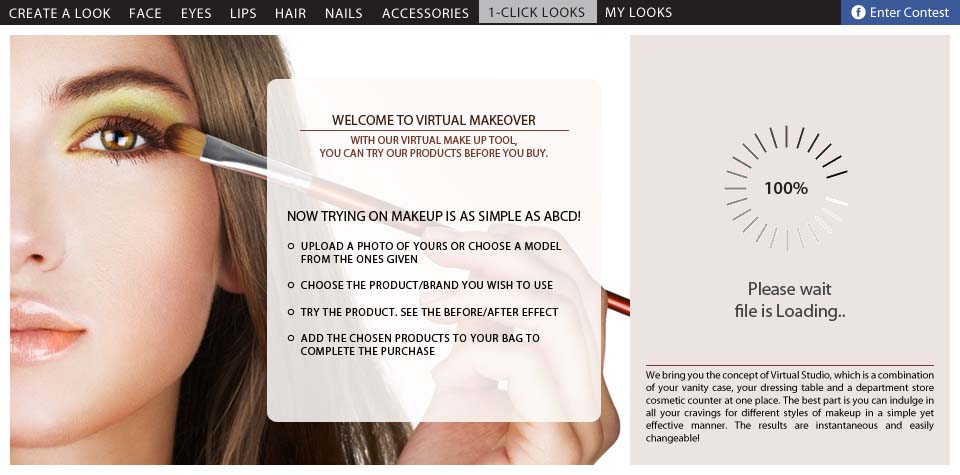 CREATE A LOOK FACE EYES LIPS HAIR NAILS ACCESSORIES 1-CLICK LOOKS MY LOOKS f Enter Contest
WELCOME TO VIRTUAL MAKEOVER
WITH OUR VIRTUAL MAKE UP TOOL,
YOU CAN TRY OUR PRODUCTS BEFORE YOU BUY.
NOW TRYING ON MAKEUP IS AS SIMPLE AS ABCD!
UPLOAD A PHOTO OF YOURS OR CHOOSE A MODEL
FROM THE ONES GIVEN
CHOOSE THE PRODUCT/BRAND YOU WISH TO USE
TRY THE PRODUCT. SEE THE BEFORE/AFTER EFFECT
ADD THE CHOSEN PRODUCTS TO YOUR BAG TO
COMPLETE THE PURCHASE
100%
Please wait
file is Loading..
We bring you the concept of Virtual Studio, which is a combination
of your vanity case, your dressing table and a department store
cosmetic counter at one place. The best part is you can indulge in
all your cravings for different styles of makeup in a simple yet
effective manner. The results are instantaneous and easily
changeable!